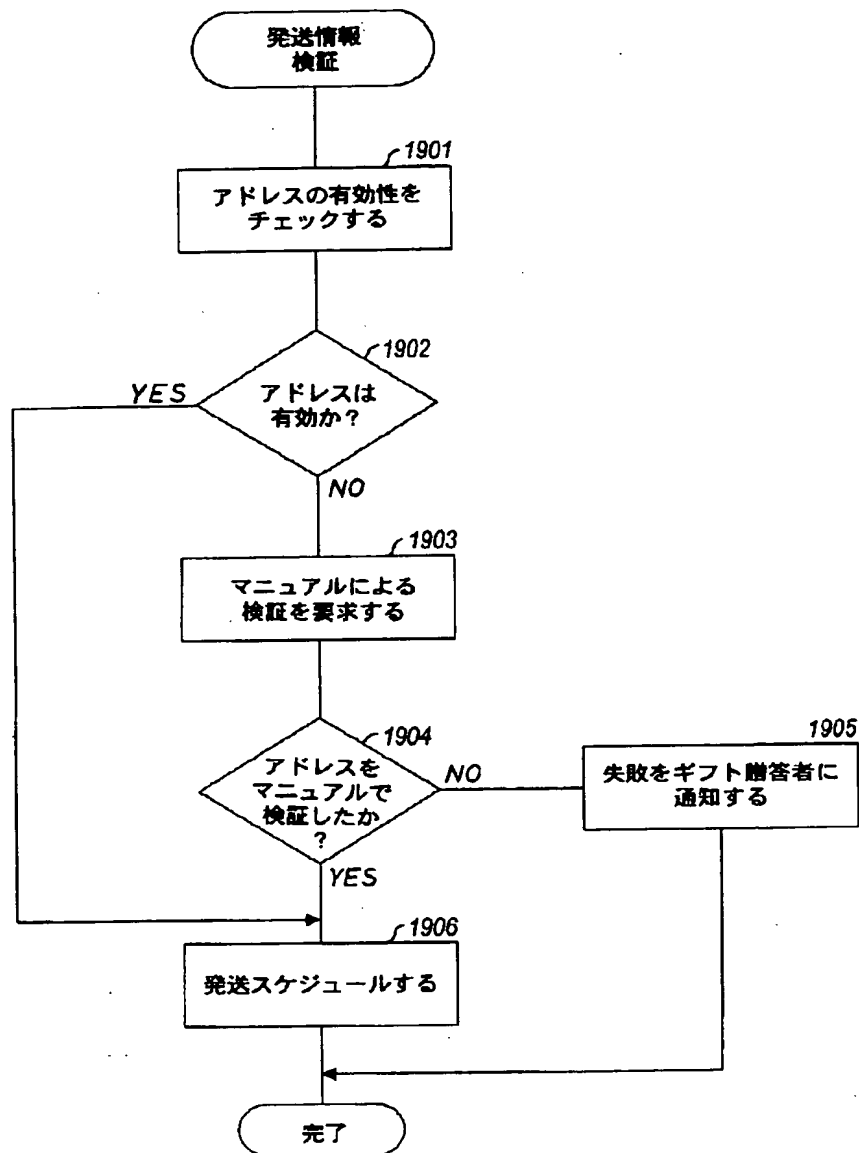 発送情報
検証
1901
アドレスの有効性を
チェックする
1902
YES
アドレスは
有効か？
NO
1903
マニュアルによる
検証を要求する
1904
アドレスを
マニュアルで
検証したか
？
NO
YES
1905
失敗をギフト贈答者に
通知する
1906
発送スケジュールする
完了